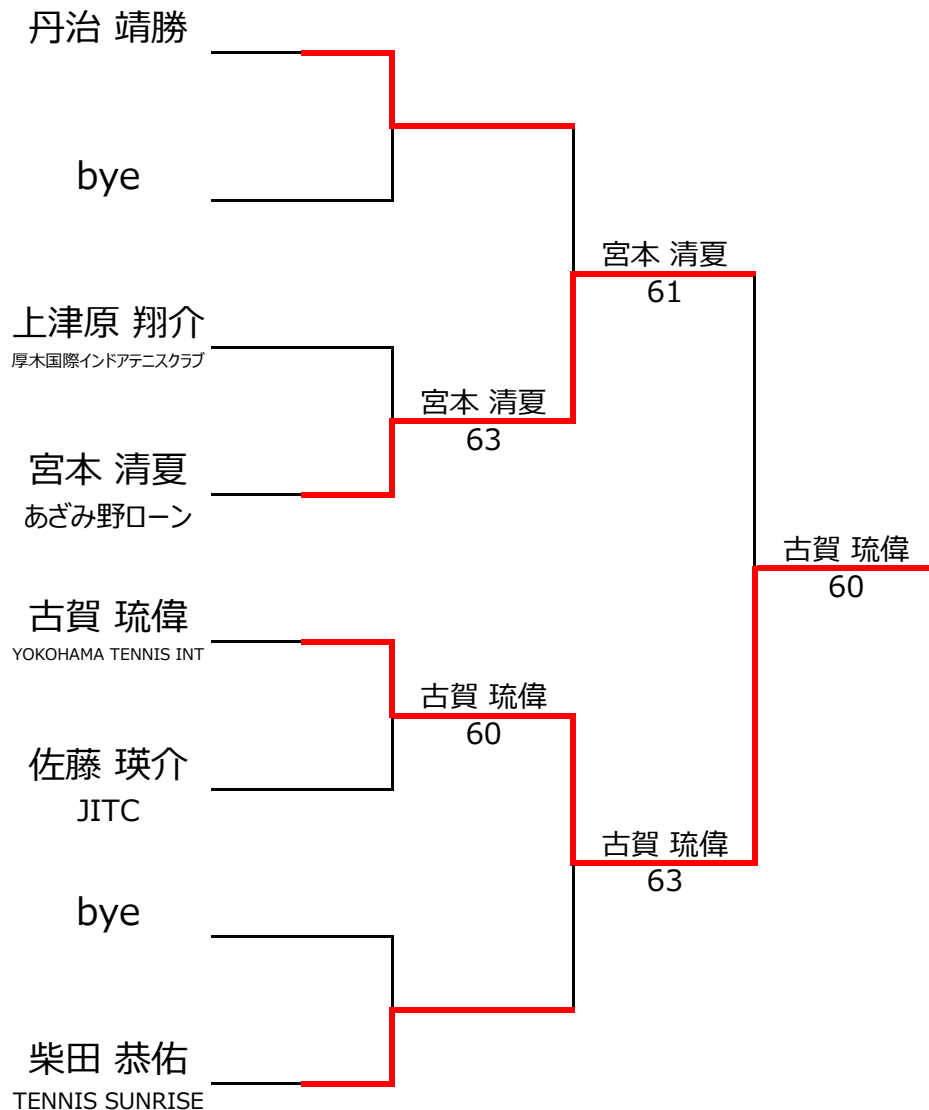 丹治 靖勝
bye
上津原 翔介
厚木国際インドアテニスクラブ
宮本 清夏
あざみ野ローン
古賀 琉偉
YOKOHAMA TENNIS INT
佐藤 瑛介
JITC
bye
柴田 恭佑
TENNIS SUNRISE
宮本 清夏
63
古賀 琉偉
60
宮本 清夏
61
古賀 琉偉
63
古賀 琉偉
60